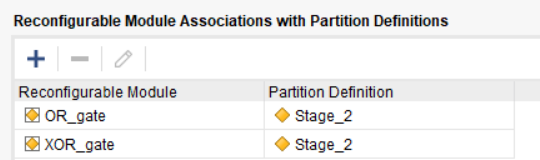 Reconfigurable Module Associations with Partition Definitions
Reconfigurable Module Partition Definition
OR_gate Stage_2
XOR_gate Stage_2